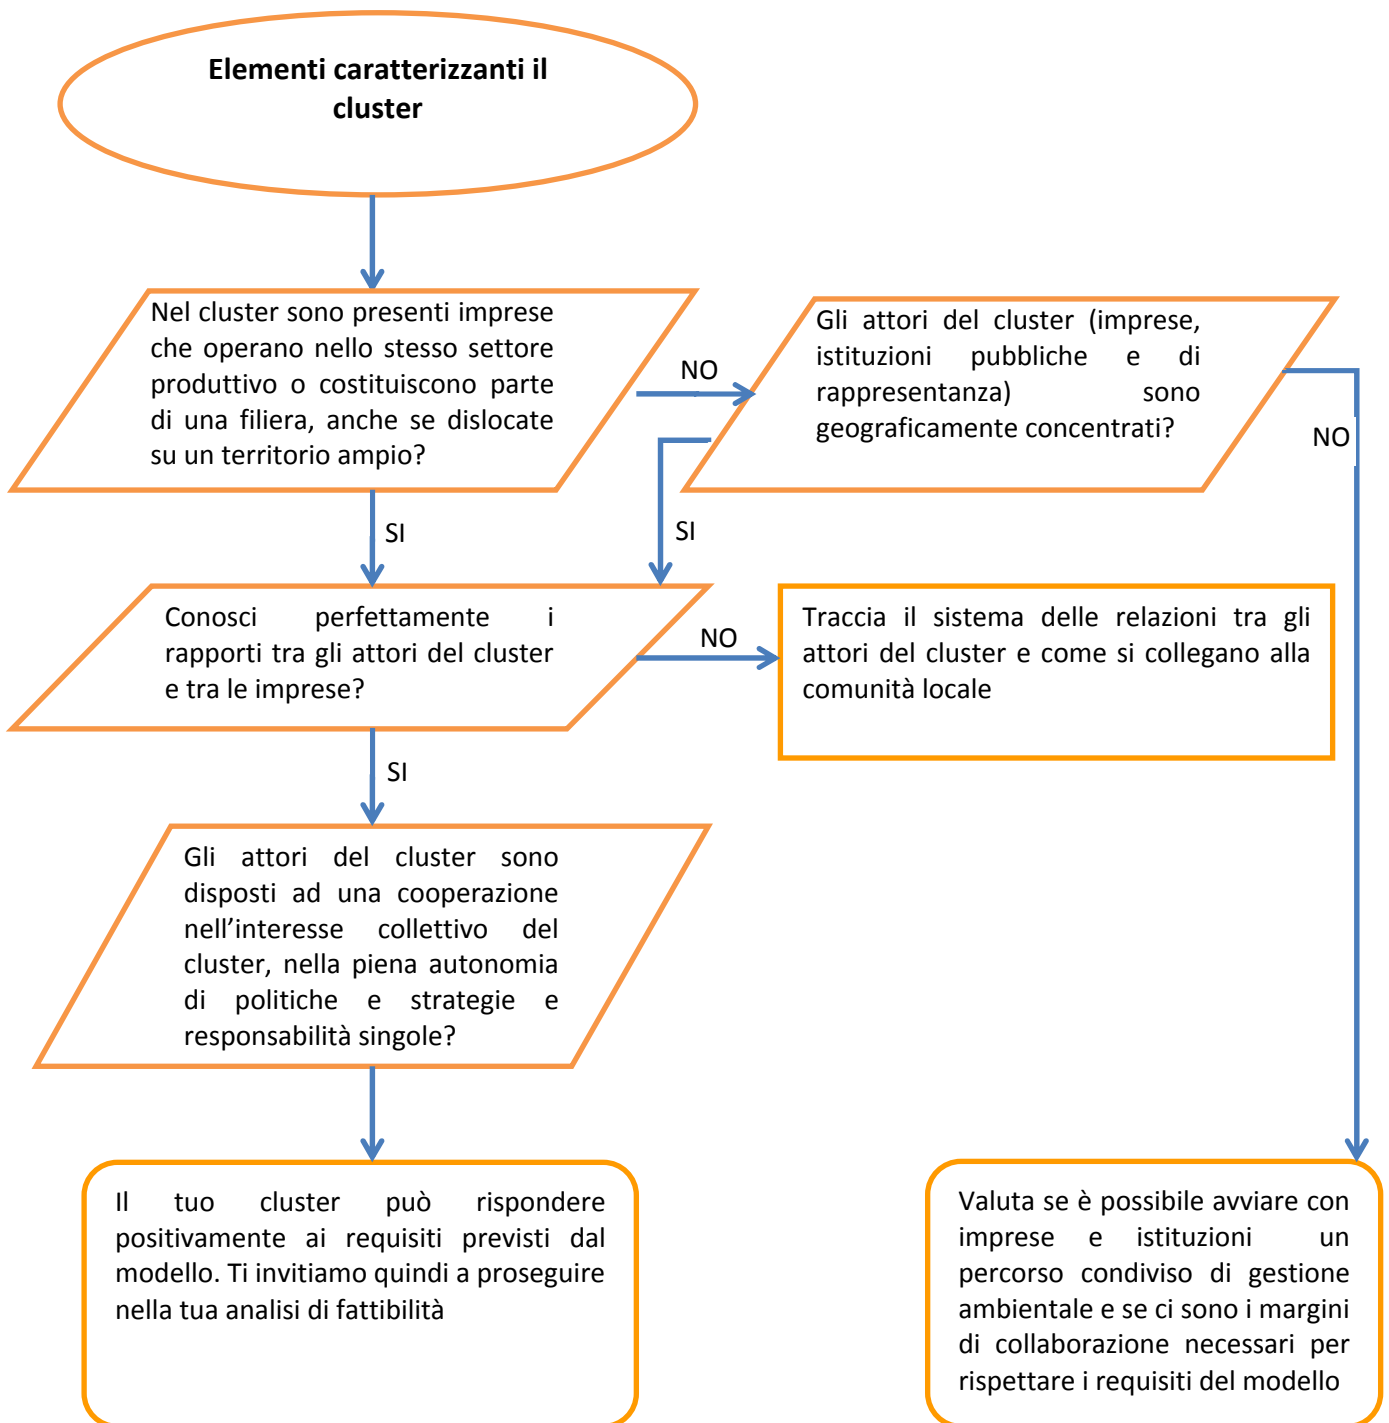 Elementi caratterizzanti il
cluster
Nel cluster sono presenti imprese
che operano nello stesso settore
produttivo o costituiscono parte
di una filiera, anche se dislocate
su un territorio ampio?
NO
Gli attori del cluster (imprese,
istituzioni pubbliche e di
rappresentanza) sono
geograficamente concentrati?
NO
SI
SI
Conosci perfettamente i
rapporti tra gli attori del cluster
e tra le imprese?
NO
Traccia il sistema delle relazioni tra gli
attori del cluster e come si collegano alla
comunità locale
SI
Gli attori del cluster sono
disposti ad una cooperazione
nell’interesse collettivo del
cluster, nella piena autonomia
di politiche e strategie e
responsabilità singole?
Il tuo cluster può rispondere
positivamente ai requisiti previsti dal
modello. Ti invitiamo quindi a proseguire
nella tua analisi di fattibilità
Valuta se è possibile avviare con
imprese e istituzioni un
percorso condiviso di gestione
ambientale e se ci sono i margini
di collaborazione necessari per
rispettare i requisiti del modello